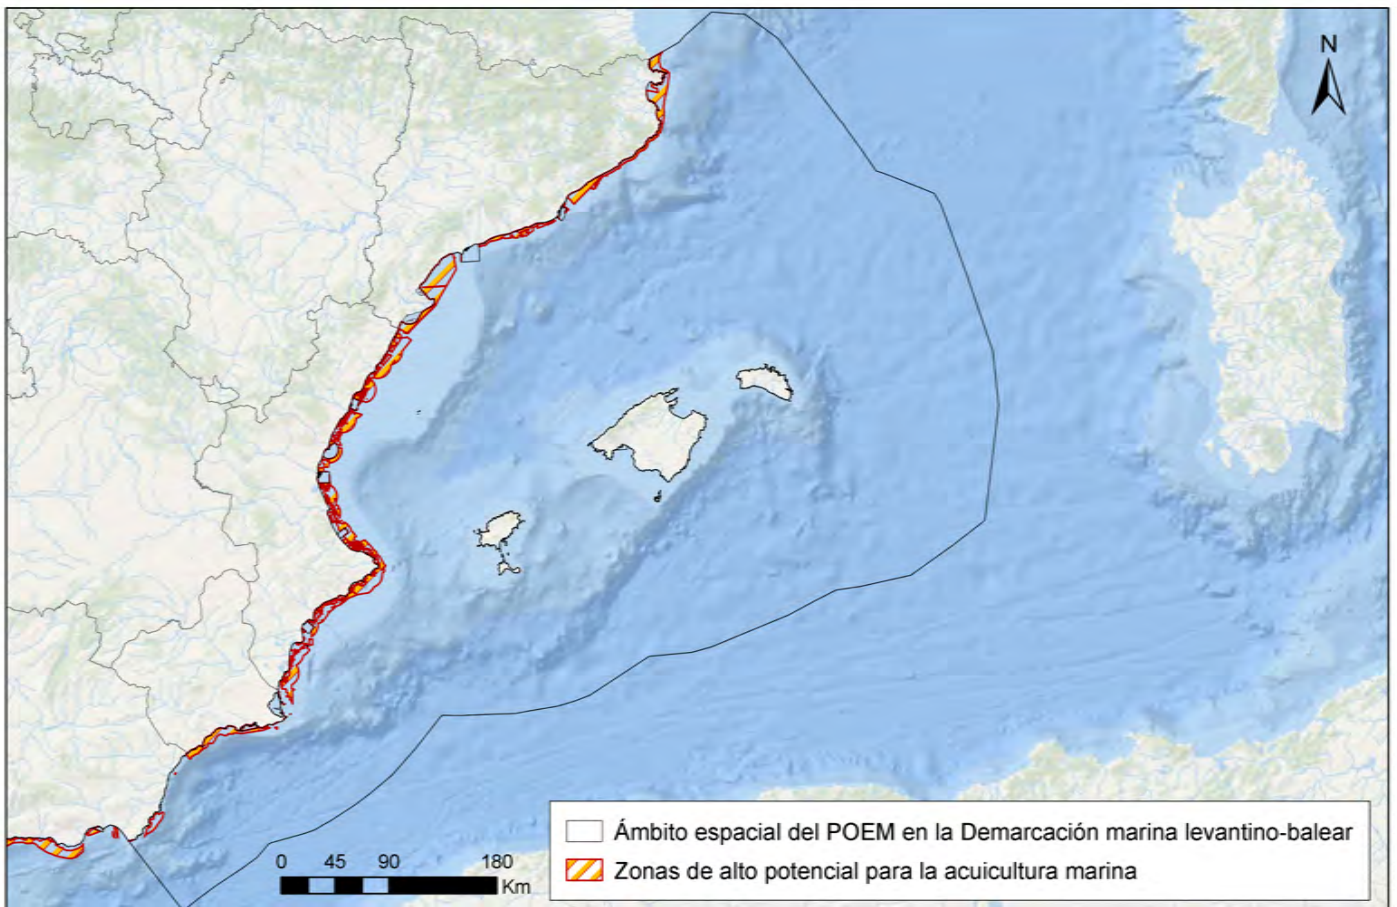 N
Ámbito espacial del POEM en la Demarcación marina levantino-balear
Zonas de alto potencial para la acuicultura marina
0 45 90 180
Km